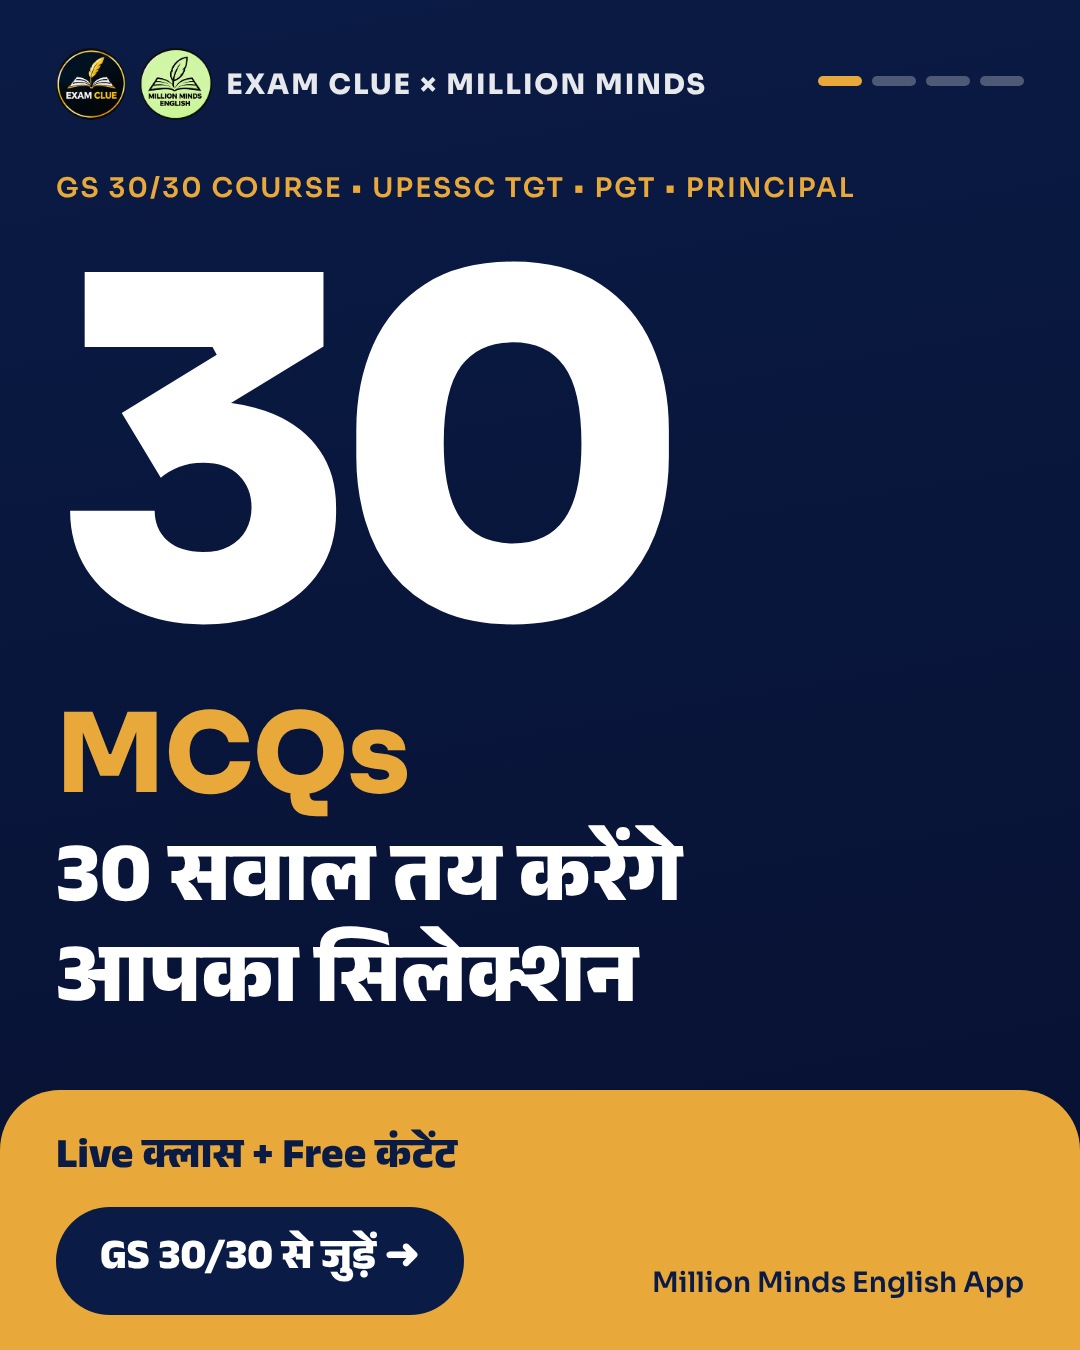 EXAM CLUE
MILLION MINDS
ENGLISH
EXAM CLUE × MILLION MINDS
GS 30/30 COURSE ▪ UPESSC TGT ▪ PGT ▪ PRINCIPAL
30
MCQs
30 सवाल तय करेंगे
आपका सिलेक्शन
Live क्लास + Free कंटेंट
GS 30/30 से जुड़ें ➜
Million Minds English App